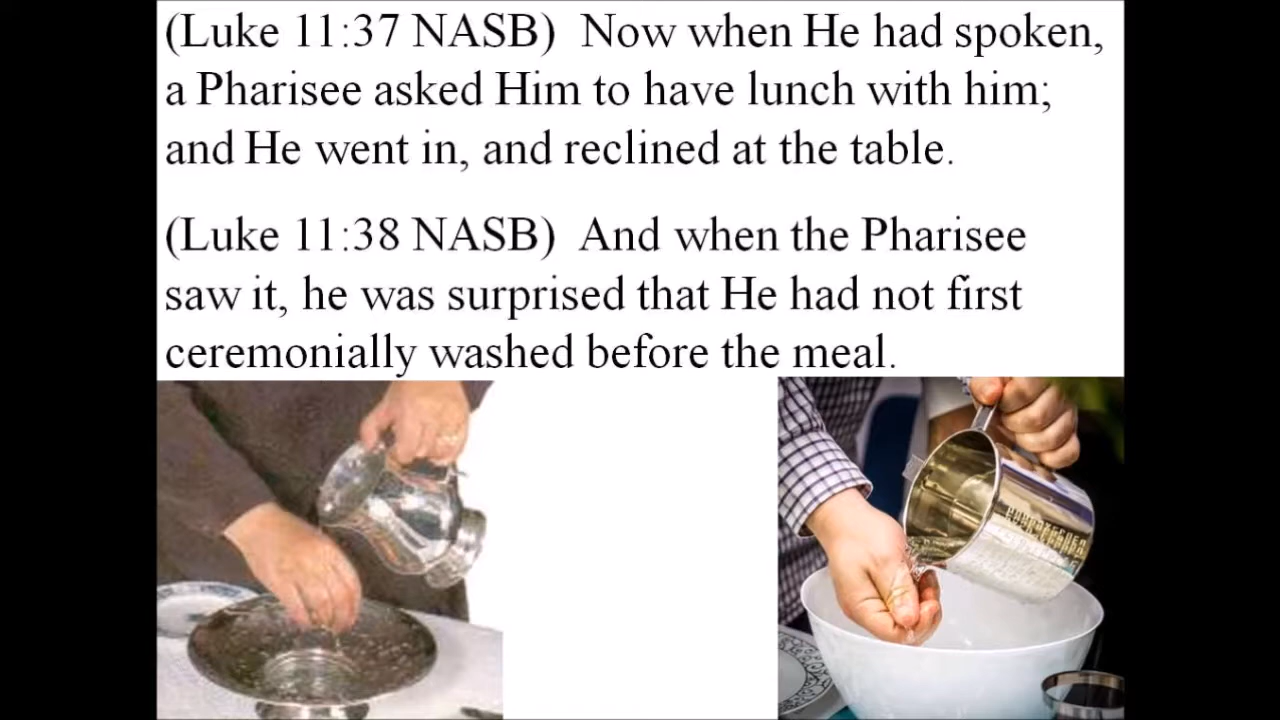 (Luke 11:37 NASB)  Now when He had spoken,
a Pharisee asked Him to have lunch with him;
and He went in, and reclined at the table.
(Luke 11:38 NASB)  And when the Pharisee
saw it, he was surprised that He had not first
ceremonially washed before the meal.